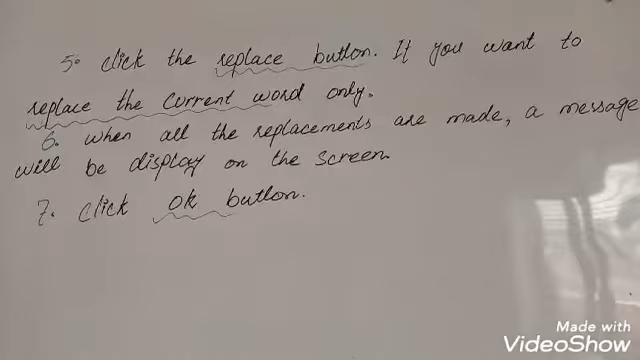 5. click the replace button. If you want to
replace the current word only.
6. when all the replacements are made, a message
will be display on the screen.
7. click ok button.
Made with
VideoShow